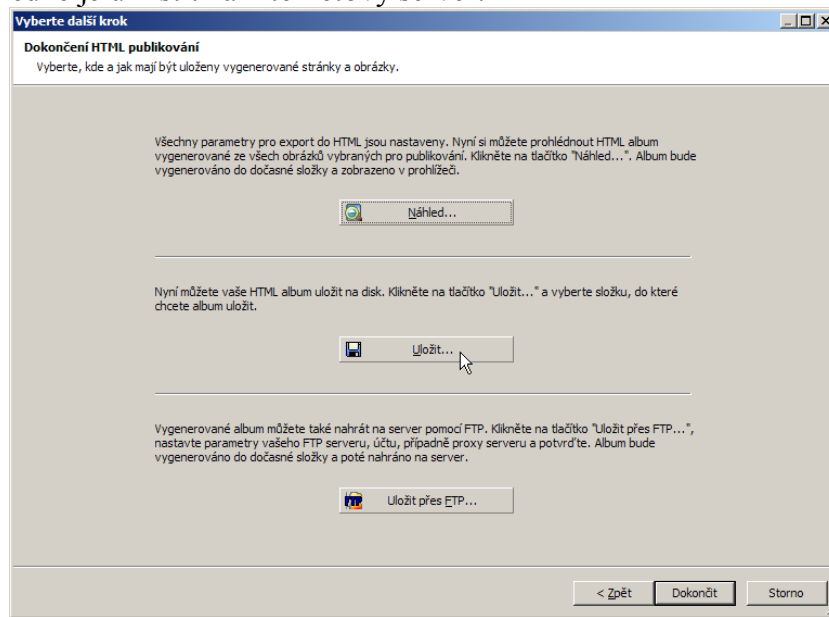 Vyberte další krok
Dokončení HTML publikování
Vyberte, kde a jak mají být uloženy vygenerované stránky a obrázky.
Všechny parametry pro export do HTML jsou nastaveny. Nyní si můžete prohlédnout HTML album
vygenerované ze všech obrázků vybraných pro publikování. Klikněte na tlačítko "Náhled...". Album bude
vygenerováno do dočasné složky a zobrazeno v prohlížeči.
Náhled...
Nyní můžete vaše HTML album uložit na disk. Klikněte na tlačítko "Uložit..." a vyberte složku, do které
chcete album uložit.
Uložit...
Vygenerované album můžete také nahrát na server pomocí FTP. Klikněte na tlačítko "Uložit přes FTP...",
nastavte parametry vašeho FTP serveru, účtu, případně proxy serveru a potvrďte. Album bude
vygenerováno do dočasné složky a poté nahráno na server.
Uložit přes FTP...
< Zpět Dokončit Storno